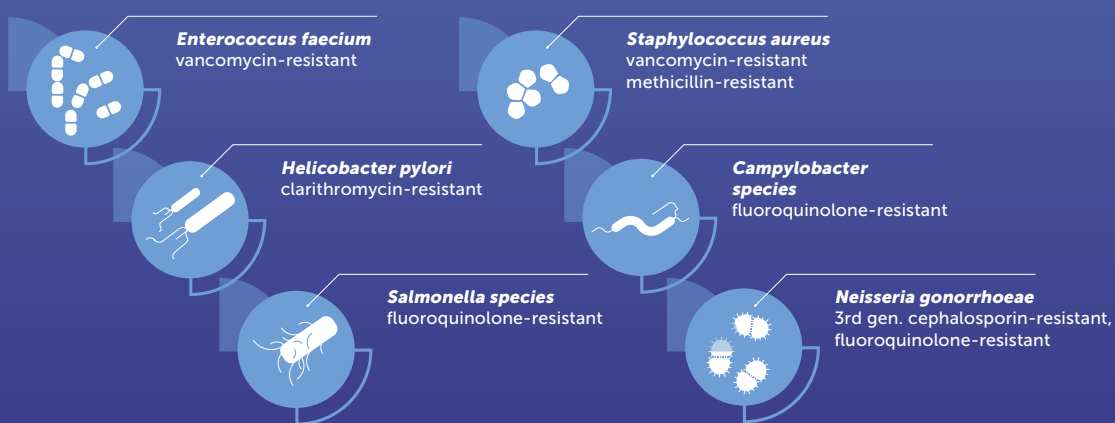 Enterococcus faecium
vancomycin-resistant
Staphylococcus aureus
vancomycin-resistant
methicillin-resistant
Helicobacter pylori
clarithromycin-resistant
Campylobacter
species
fluoroquinolone-resistant
Salmonella species
fluoroquinolone-resistant
Neisseria gonorrhoeae
3rd gen. cephalosporin-resistant,
fluoroquinolone-resistant